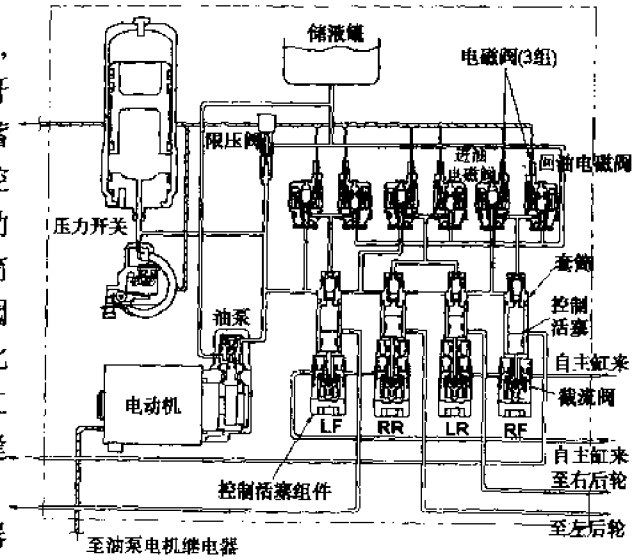 储液罐
电磁阀(3组)
限压阀
进油
电磁阀
回油电磁阀
压力开关
油泵
套筒
控制
活塞
自主缸来
电动机
截流阀
LF
RR
LR
RF
自主缸来
控制活塞组件
至右后轮
至左后轮
至油泵电机继电器